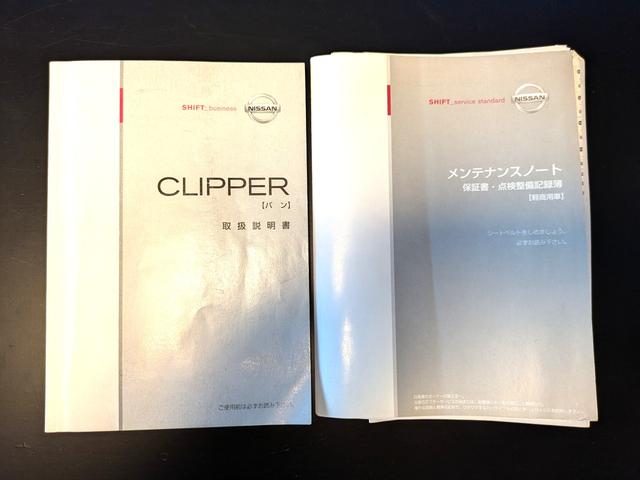 SHIFT_business
NISSAN
CLIPPER
【バン】
取扱説明書
ご使用前は必ずお読み下さい。
SHIFT_service standard
NISSAN
メンテナンスノート
保証書・点検整備記録簿
【軽商用車】
シートベルトをしめましょう。
必ずお読み下さい。